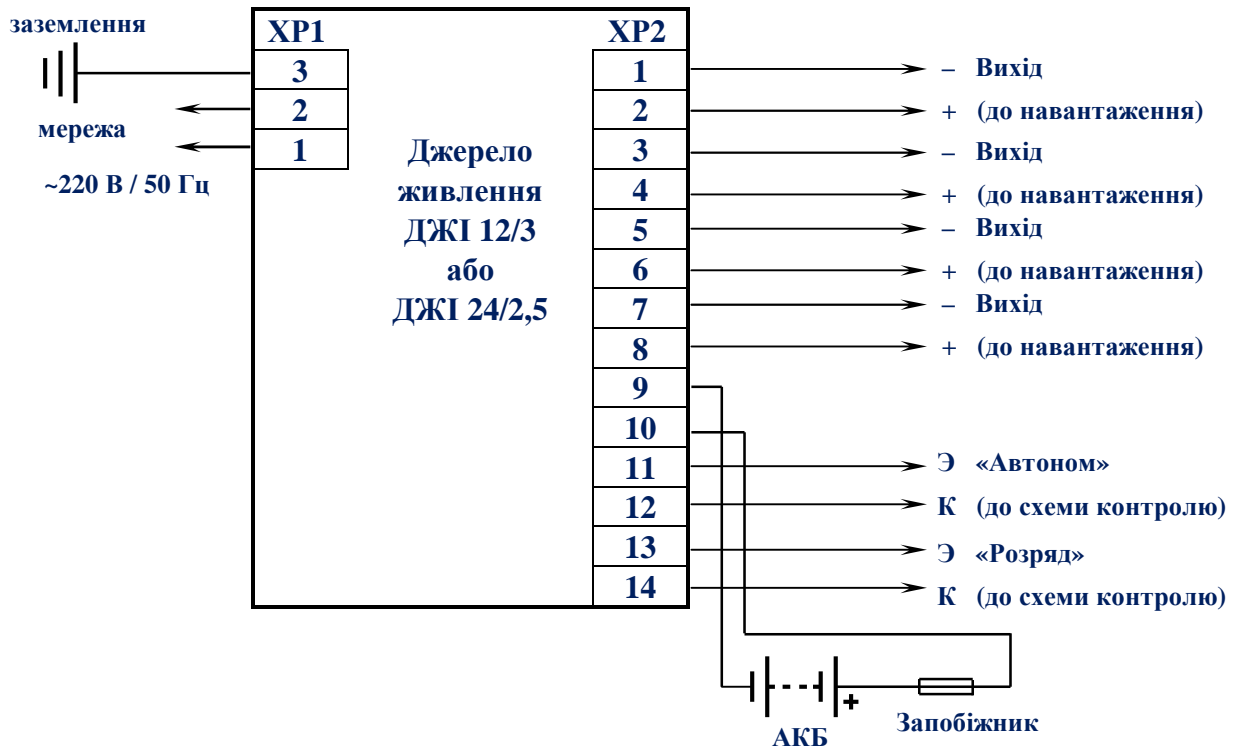 заземлення
мережа
~220 В / 50 Гц
ХР1
3
2
1
Джерело
живлення
ДЖІ 12/3
або
ДЖІ 24/2,5
ХР2
1
2
3
4
5
6
7
8
9
10
11
12
13
14
– Вихід
+ (до навантаження)
– Вихід
+ (до навантаження)
– Вихід
+ (до навантаження)
– Вихід
+ (до навантаження)
Э «Автоном»
К (до схеми контролю)
Э «Розряд»
К (до схеми контролю)
+
АКБ
Запобіжник